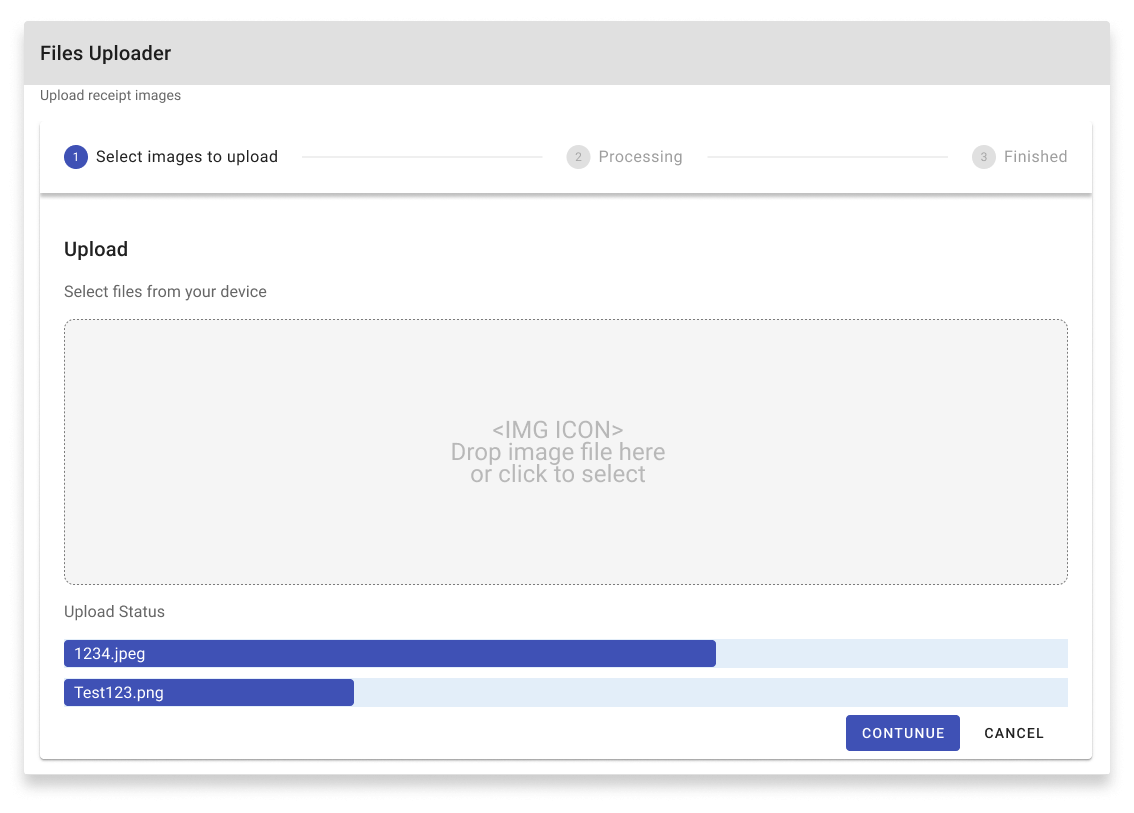 Files Uploader
Upload receipt images
1 Select images to upload
2 Processing
3 Finished
Upload
Select files from your device
<IMG ICON>
Drop image file here
or click to select
Upload Status
1234.jpeg
Test123.png
CONTUNUE
CANCEL